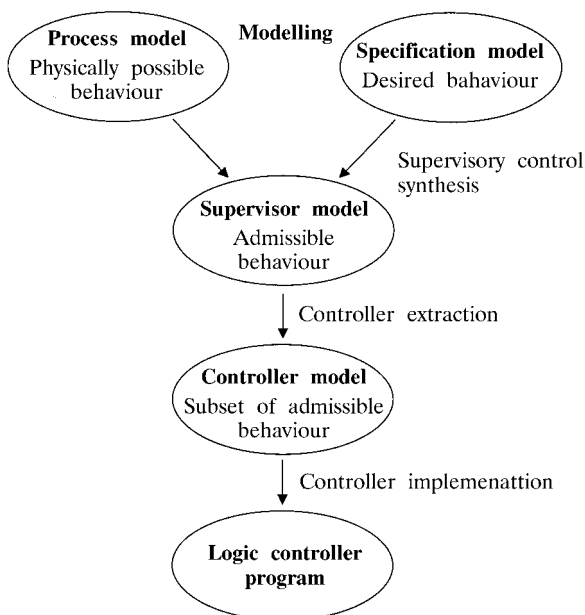 Process model
Physically possible
behaviour
Modelling
Specification model
Desired bahaviour
Supervisory control
synthesis
Supervisor model
Admissible
behaviour
Controller extraction
Controller model
Subset of admissible
behaviour
Controller implemenattion
Logic controller
program